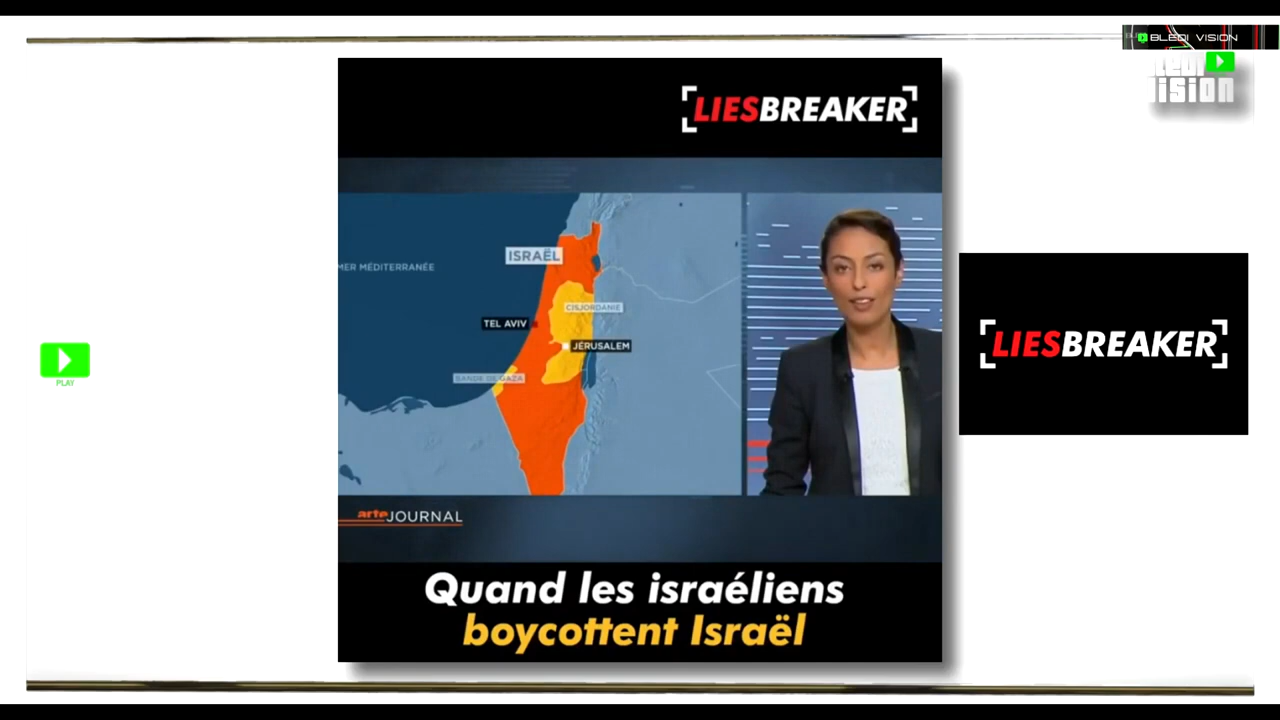 BLEDI VISION
LIESBREAKER
ISRAËL
MER MÉDITERRANÉE
CISJORDANIE
TEL AVIV
JÉRUSALEM
BANDE DE GAZA
LIESBREAKER
PLAY
arte JOURNAL
Quand les israéliens
boycottent Israël